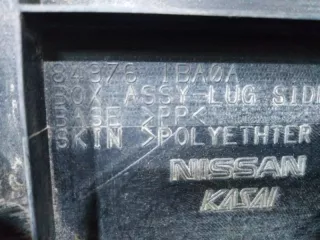 84976 1BA0A
BOX ASSY-LUG SIDE
BASE >PP<
SKIN >POLYETHTER
NISSAN
KASAI